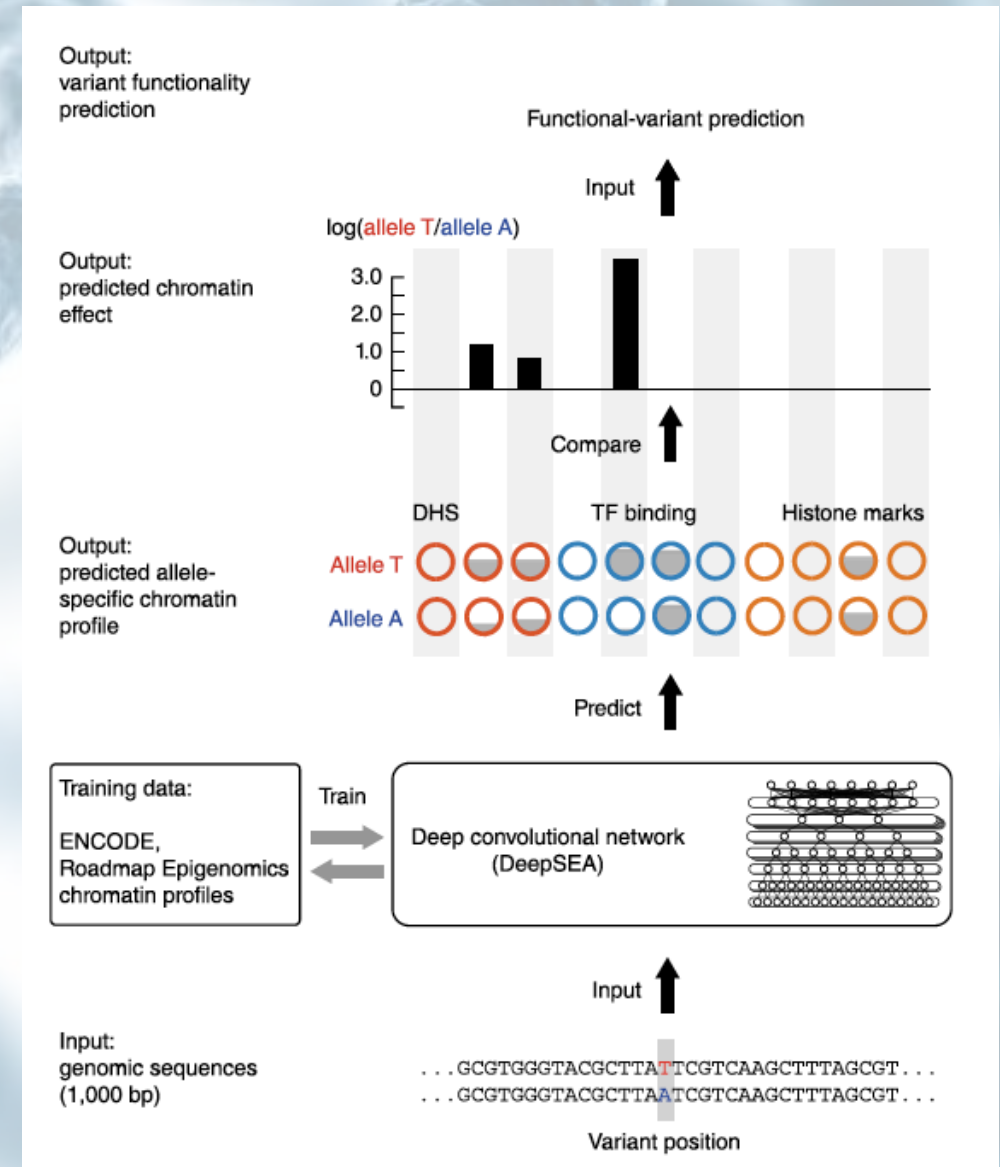 Output:
variant functionality
prediction
Functional-variant prediction
Input
log(allele T/allele A)
Output:
predicted chromatin
effect
3.0
2.0
1.0
0
Compare
DHS
TF binding
Histone marks
Output:
predicted allele-
specific chromatin
profile
Allele T
Allele A
Predict
Training data:
ENCODE,
Roadmap Epigenomics
chromatin profiles
Train
Deep convolutional network
(DeepSEA)
Input
Input:
genomic sequences
(1,000 bp)
...GCGTGGGTACGCTTATTCGTCAAGCTTTAGCGT...
...GCGTGGGTACGCTTAATCGTCAAGCTTTAGCGT...
Variant position